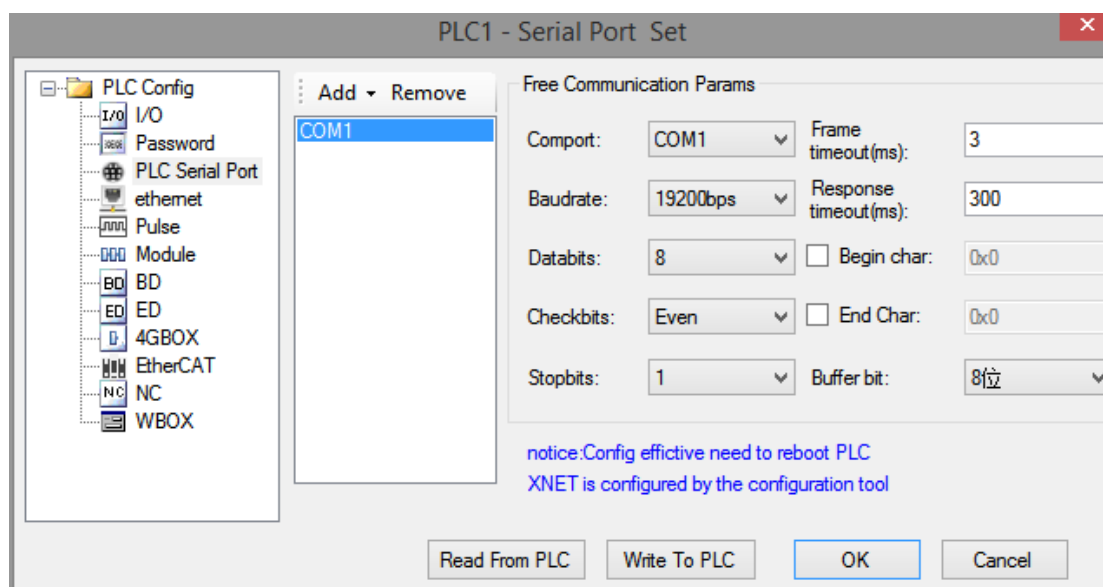 PLC1 - Serial Port Set
PLC Config
I/O
I/O
Password
PLC Serial Port
ethernet
Pulse
Module
BD
BD
ED
ED
4GBOX
EtherCAT
NC
NC
WBOX
Add Remove
COM1
Free Communication Params
Comport: COM1
Frame
timeout(ms): 3
Baudrate: 19200bps
Response
timeout(ms): 300
Databits: 8
Begin char: 0x0
Checkbits: Even
End Char: 0x0
Stopbits: 1
Buffer bit: 8位
notice:Config effictive need to reboot PLC
XNET is configured by the configuration tool
Read From PLC Write To PLC OK Cancel